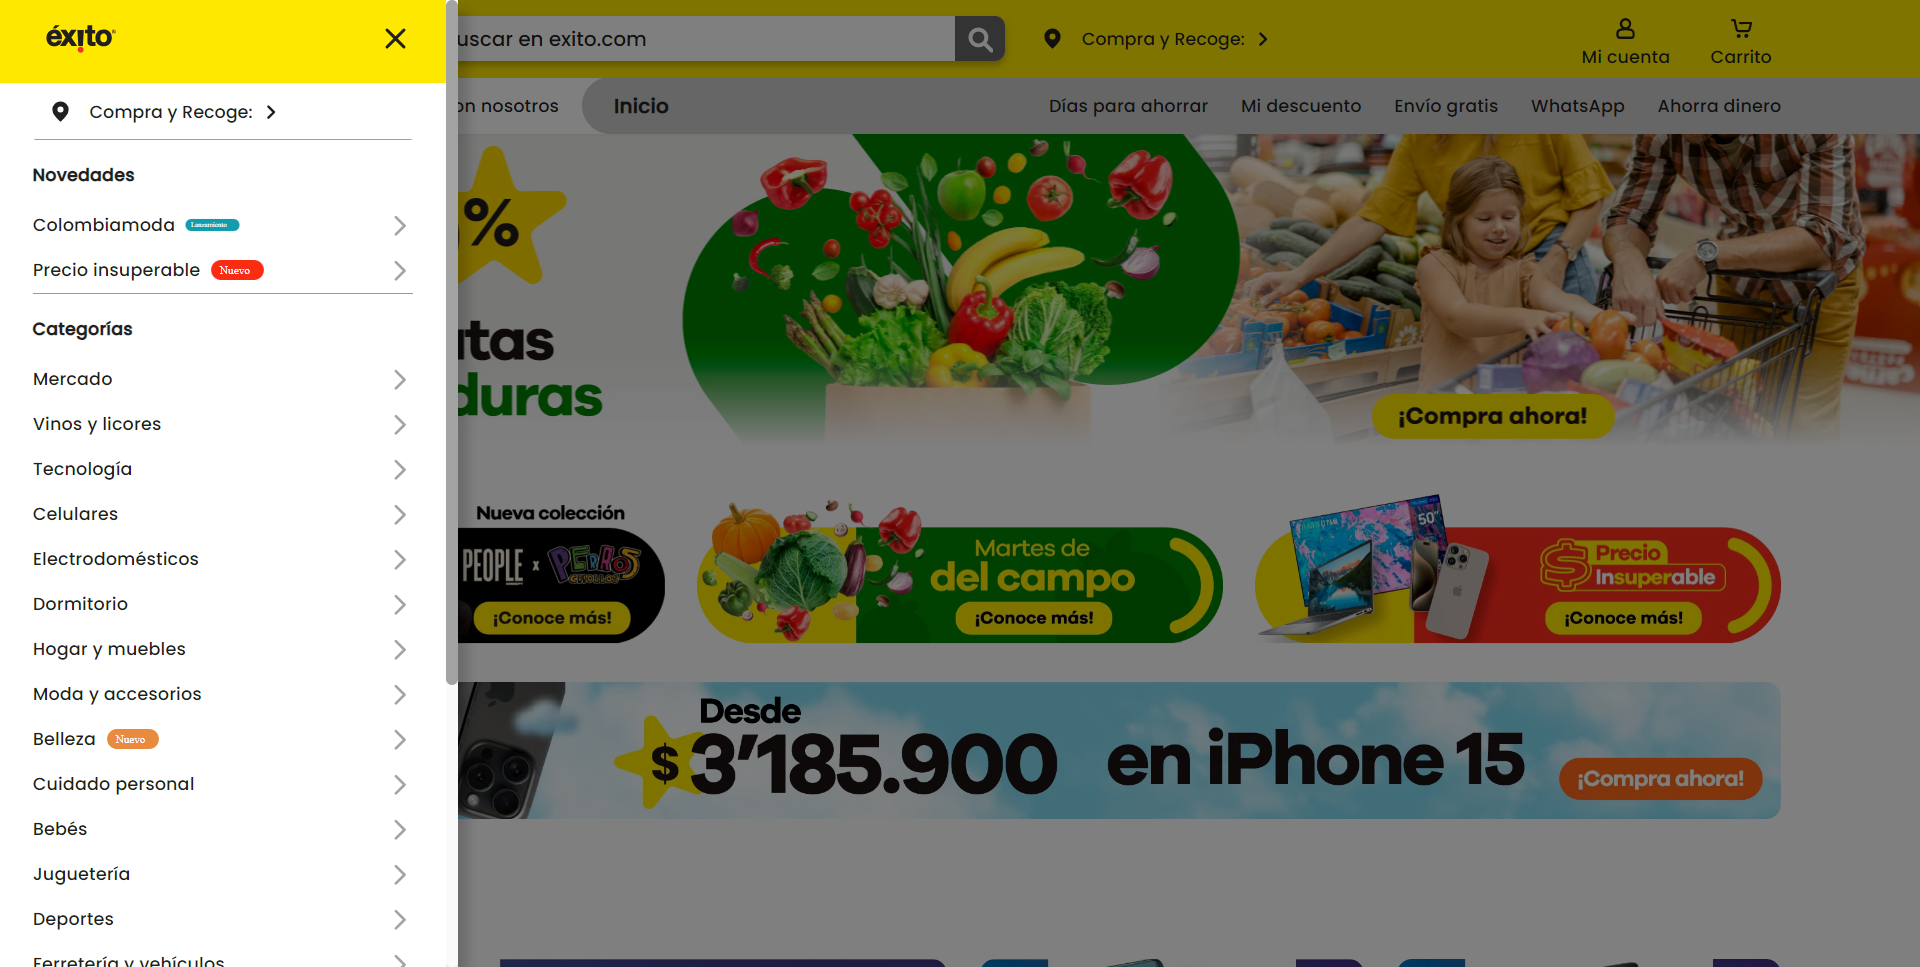 éxito
Compra y Recoge:
Novedades
Colombiamoda Lanzamiento
Precio insuperable Nuevo
Categorías
Mercado
Vinos y licores
Tecnología
Celulares
Electrodomésticos
Dormitorio
Hogar y muebles
Moda y accesorios
Belleza Nuevo
Cuidado personal
Bebés
Juguetería
Deportes
Ferretería y vehículos
uscar en exito.com
Compra y Recoge:
Mi cuenta
Carrito
on nosotros
Inicio
Días para ahorrar
Mi descuento
Envío gratis
WhatsApp
Ahorra dinero
%
utas
duras
¡Compra ahora!
Nueva colección
PEOPLE x PERROS
CRIOLLOS
¡Conoce más!
Martes de
del campo
¡Conoce más!
50"
Precio
Insuperable
¡Conoce más!
Desde
$3'185.900 en iPhone 15
¡Compra ahora!